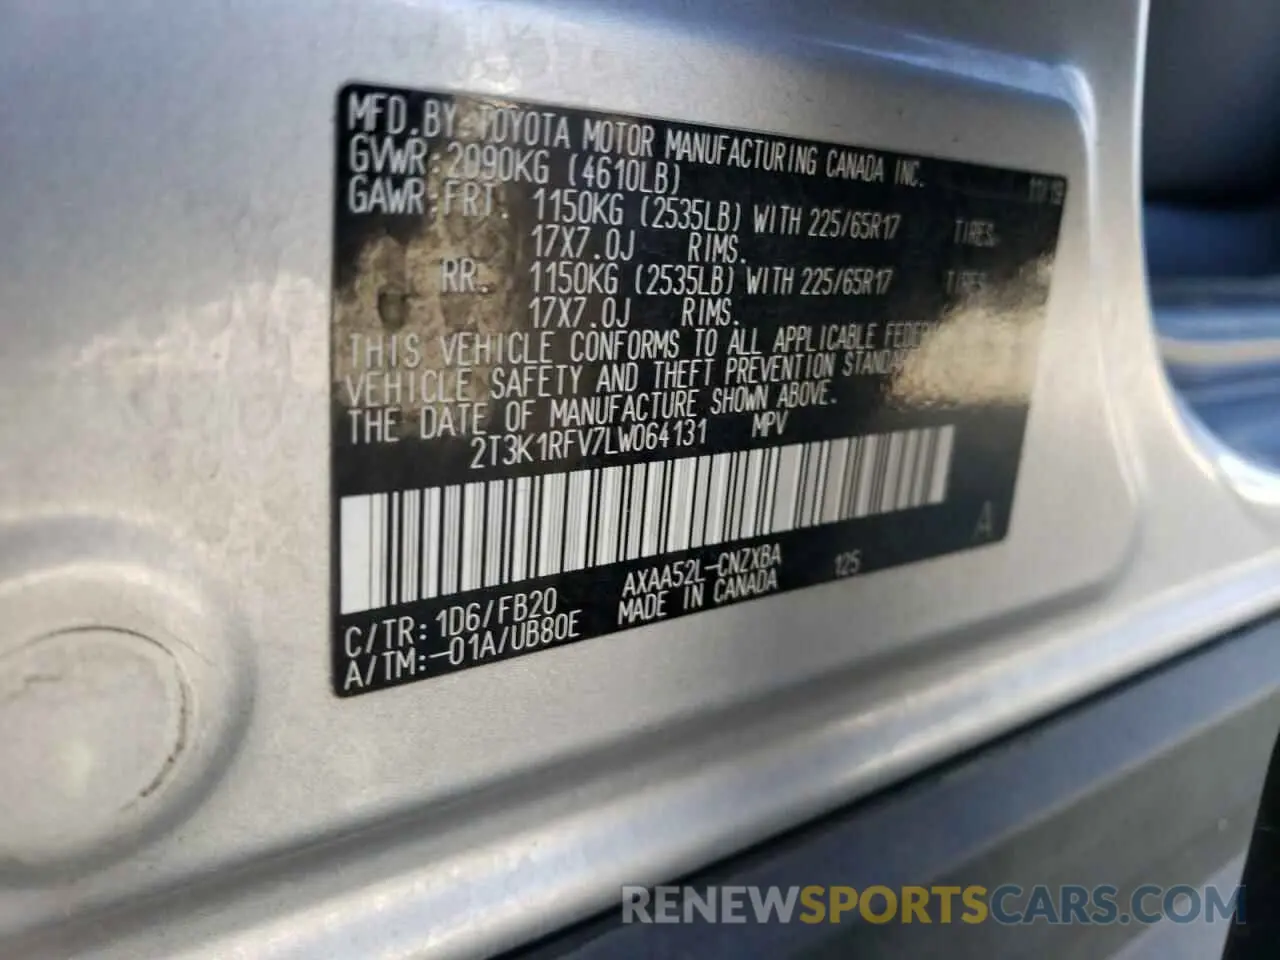 MFD.BY TOYOTA MOTOR MANUFACTURING CANADA INC. 11/19
GVWR:2090KG (4610LB)
GAWR:FRT. 1150KG (2535LB) WITH 225/65R17 TIRES.
17X7.0J RIMS.
RR. 1150KG (2535LB) WITH 225/65R17 TIRES
17X7.0J RIMS.
THIS VEHICLE CONFORMS TO ALL APPLICABLE
VEHICLE SAFETY AND THEFT PREVENTION
THE DATE OF MANUFACTURE SHOWN ABOVE.
2T3K1RFV7LW064131 MPV
A
C/TR:1D6/FB20 AXAA52L-CNZXBA 125
A/TM:-01A/UB80E MADE IN CANADA
RENEWSPORTSCARS.COM